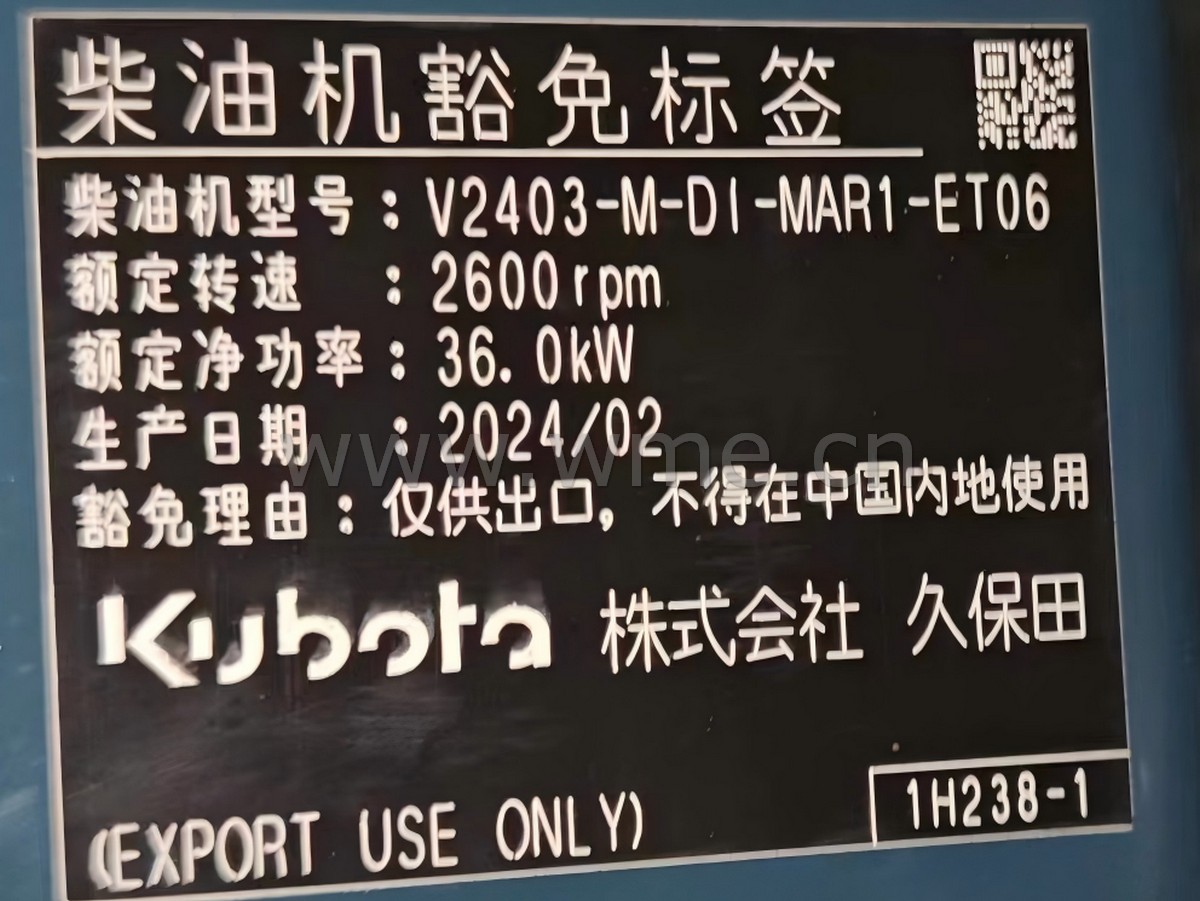 柴油机豁免标签
柴油机型号：V2403-M-DI-MAR1-ET06
额定转速：2600rpm
额定净功率：36.0kW
生产日期：2024/02
www.wme.cn
豁免理由：仅供出口，不得在中国内地使用
Kubota 株式会社 久保田
1H238-1
(EXPORT USE ONLY)